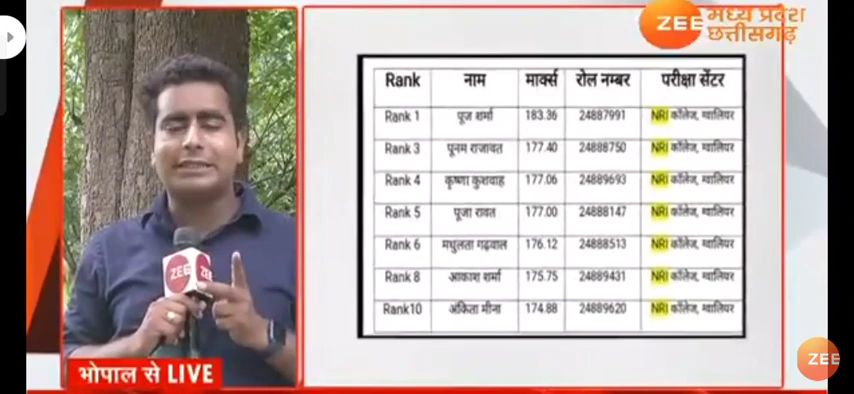 ZEE मध्य प्रदेश
छत्तीसगढ़
Rank नाम मार्क्स रोल नम्बर परीक्षा सेंटर
Rank 1 पूज शर्मा 183.36 24887991 NRI कॉलेज, ग्वालियर
Rank 3 पूनम राजावत 177.40 24888750 NRI कॉलेज, ग्वालियर
Rank 4 कृष्णा कुशवाह 177.06 24889693 NRI कॉलेज, ग्वालियर
Rank 5 पूजा रावत 177.00 24888147 NRI कॉलेज, ग्वालियर
Rank 6 मधुलता गढ़वाल 176.12 24888513 NRI कॉलेज, ग्वालियर
Rank 8 आकाश शर्मा 175.75 24889431 NRI कॉलेज, ग्वालियर
Rank10 अंकिता मीना 174.88 24889620 NRI कॉलेज, ग्वालियर
ZEE ZEE
भोपाल से LIVE
ZEE